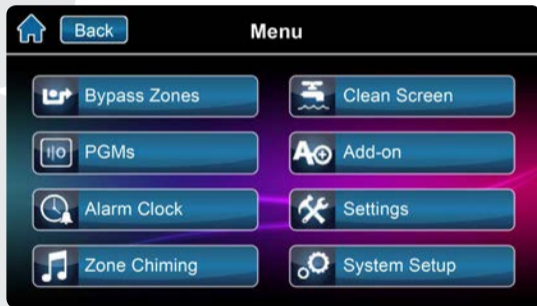 Back
Menu
Bypass Zones
Clean Screen
PGMs
Add-on
Alarm Clock
Settings
Zone Chiming
System Setup